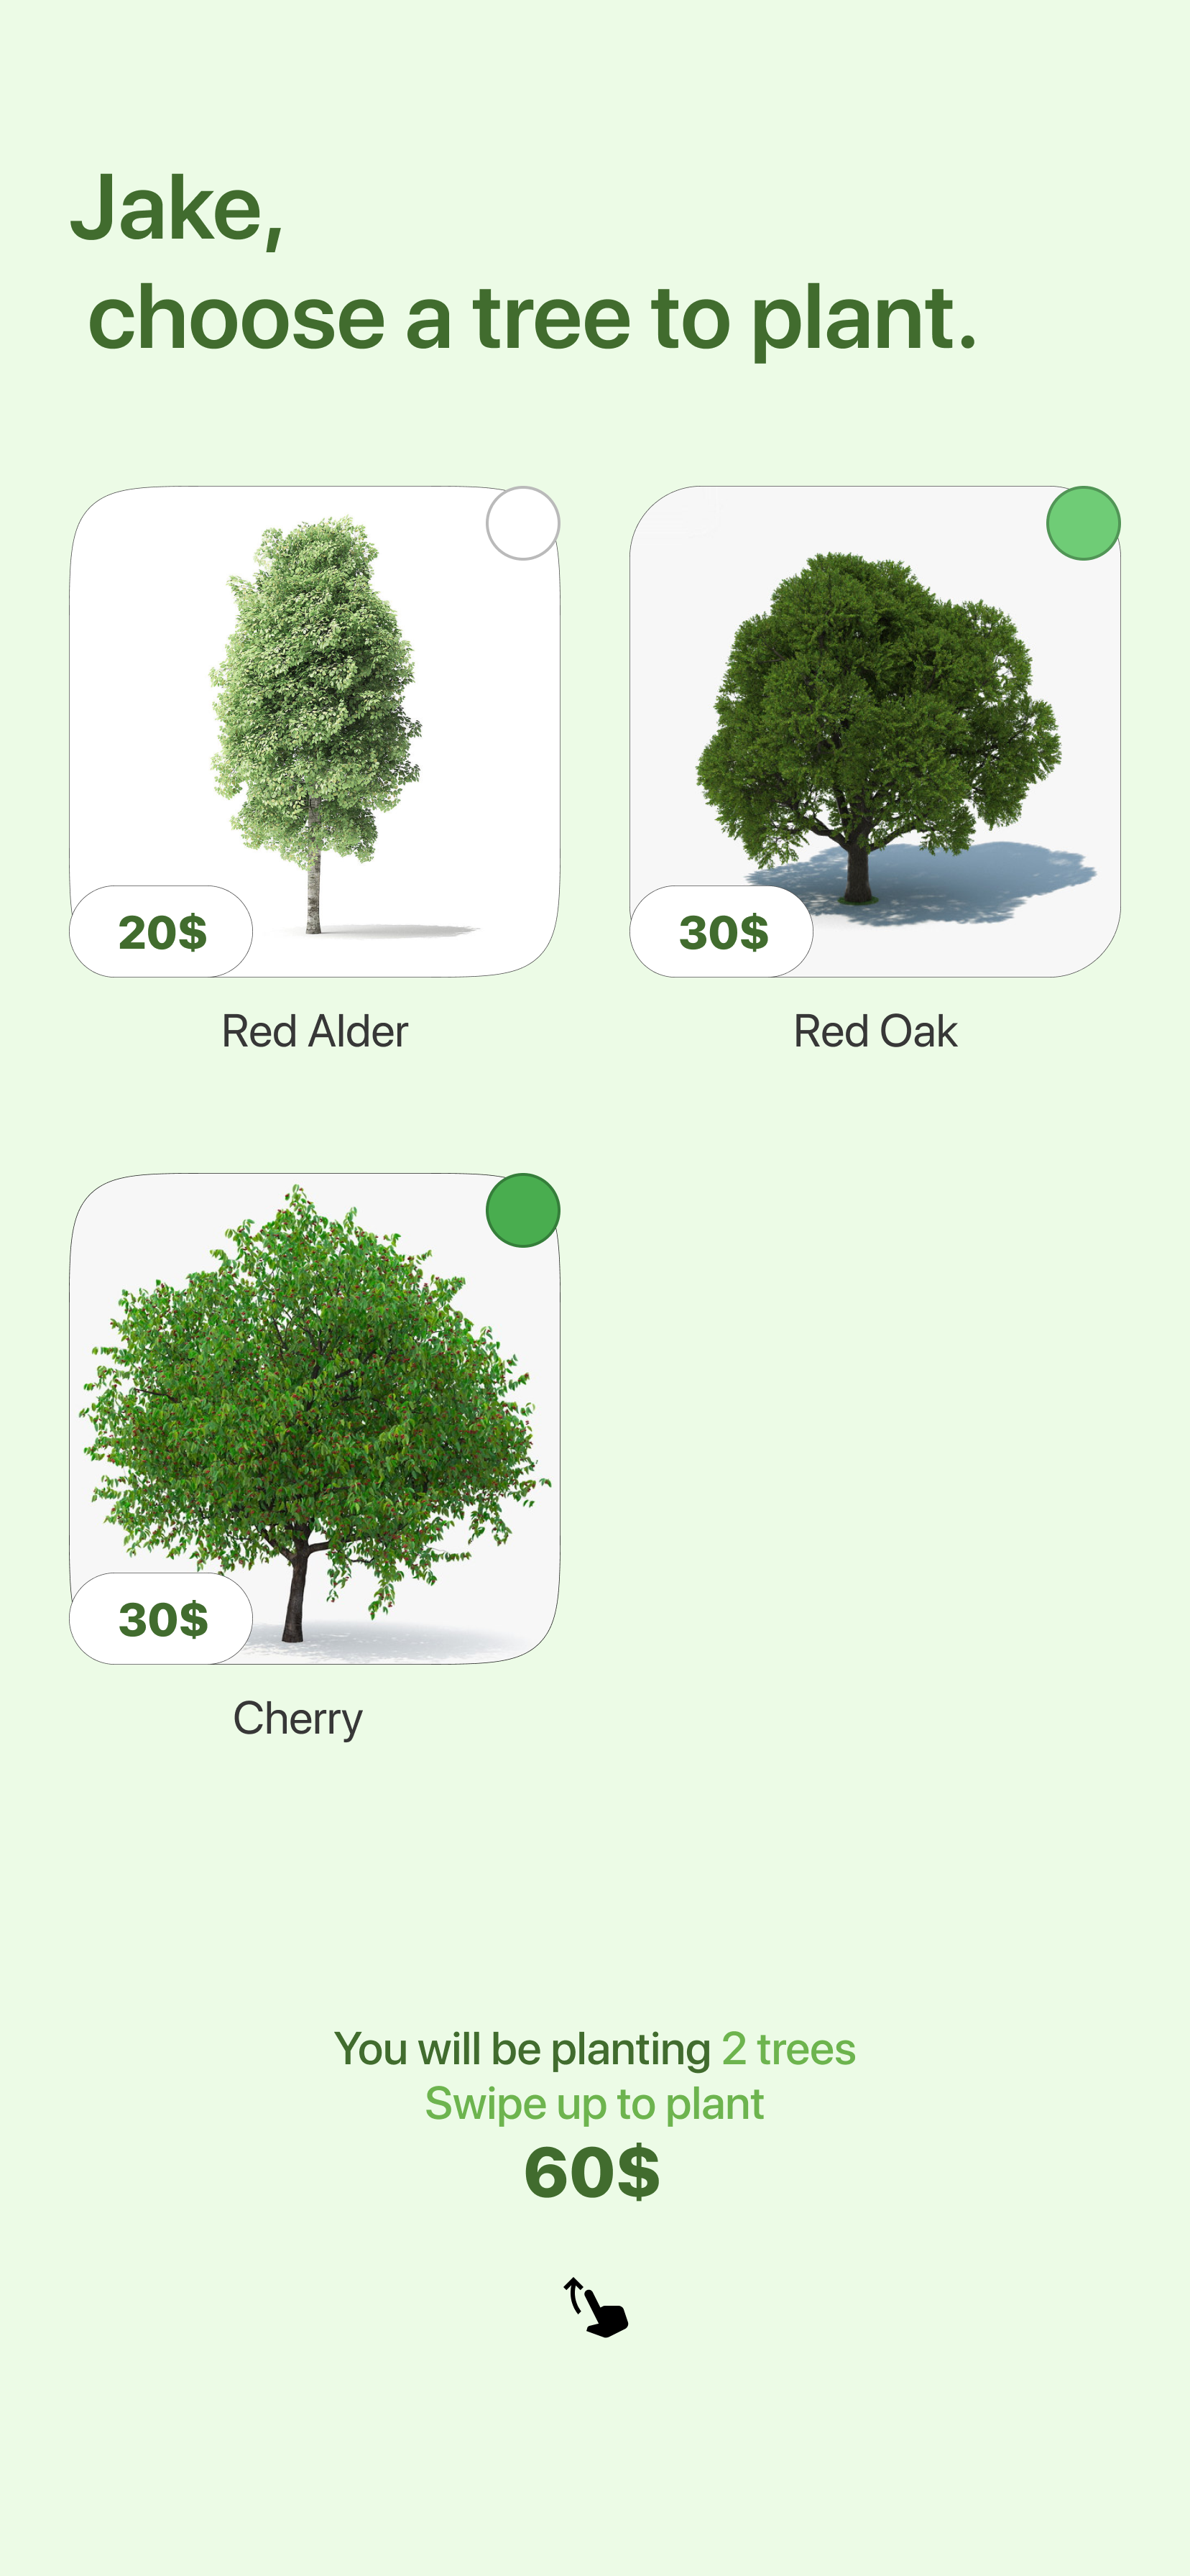 Jake,
choose a tree to plant.
20$
30$
Red Alder
Red Oak
30$
Cherry
You will be planting 2 trees
Swipe up to plant
60$